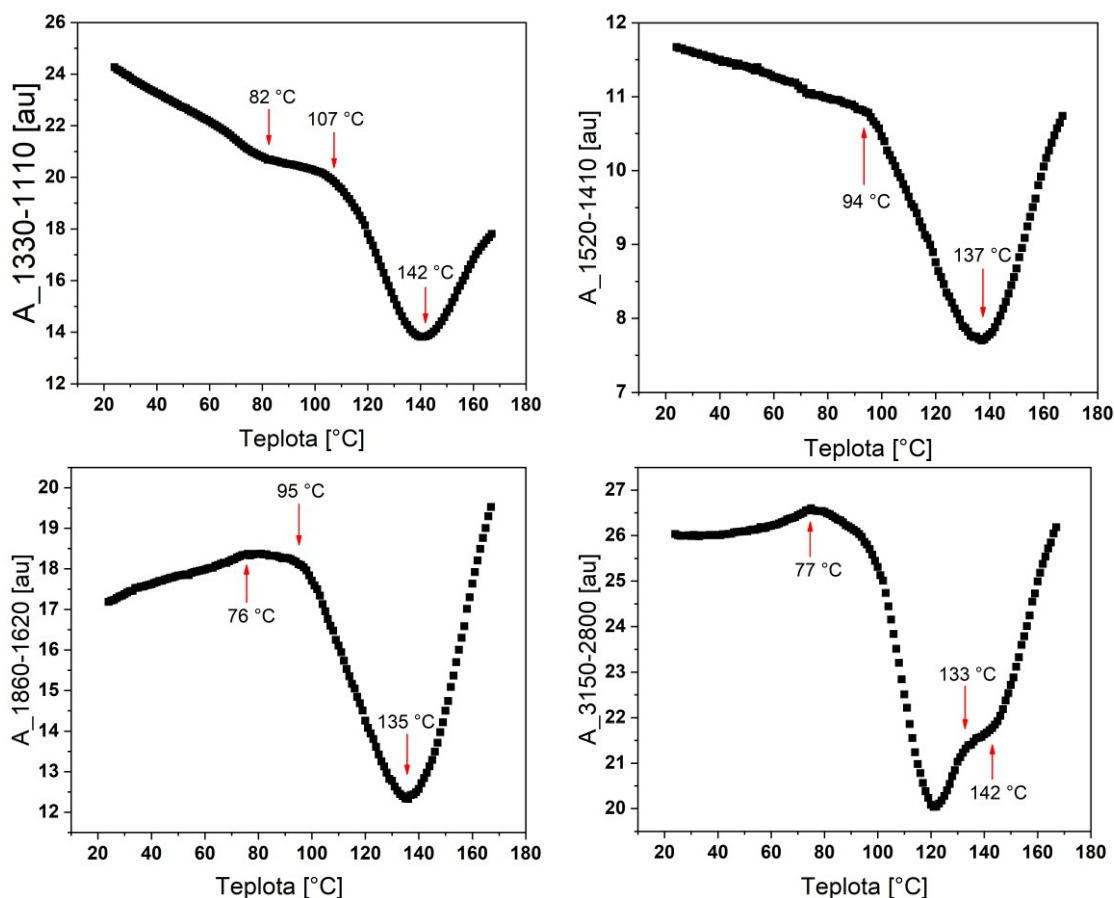 A_1330-1110 [au]
26
24
22
20
18
16
14
12
82 °C
107 °C
142 °C
20 40 60 80 100 120 140 160 180
Teplota [°C]
A_1520-1410 [au]
12
11
10
9
8
7
94 °C
137 °C
20 40 60 80 100 120 140 160 180
Teplota [°C]
A_1860-1620 [au]
20
19
18
17
16
15
14
13
12
95 °C
76 °C
135 °C
20 40 60 80 100 120 140 160 180
Teplota [°C]
A_3150-2800 [au]
27
26
25
24
23
22
21
20
77 °C
133 °C
142 °C
20 40 60 80 100 120 140 160 180
Teplota [°C]